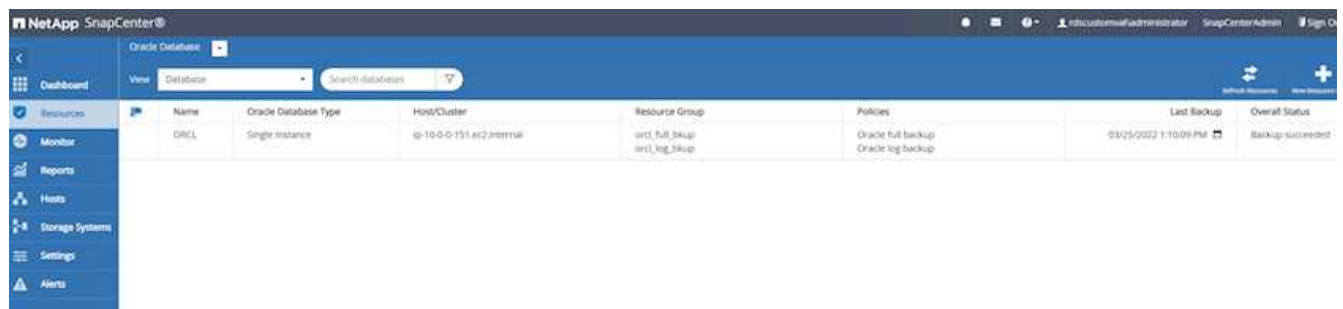 NetApp SnapCenter®
rdscustomvalidadministrator SnapCenterAdmin Sign O
Oracle Database
Dashboard
View Database Search databases
Refresh Resources New Resource
Resources
Name Oracle Database Type Host/Cluster Resource Group Policies Last Backup Overall Status
ORCL Single Instance ip-10-0-0-151.ec2.internal orcl_full_bkup Oracle full backup 03/25/2022 1:10:09 PM Backup succeeded
orcl_log_bkup Oracle log backup
Monitor
Reports
Hosts
Storage Systems
Settings
Alerts